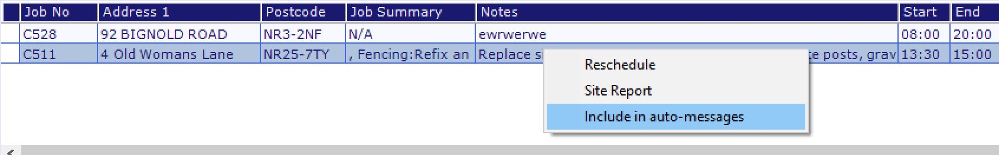 Job No Address 1 Postcode Job Summary Notes Start End
C528 92 BIGNOLD ROAD NR3-2NF N/A ewrwerwe 08:00 20:00
C511 4 Old Womans Lane NR25-7TY , Fencing:Refix an Replace posts, grav 13:30 15:00
Reschedule
Site Report
Include in auto-messages